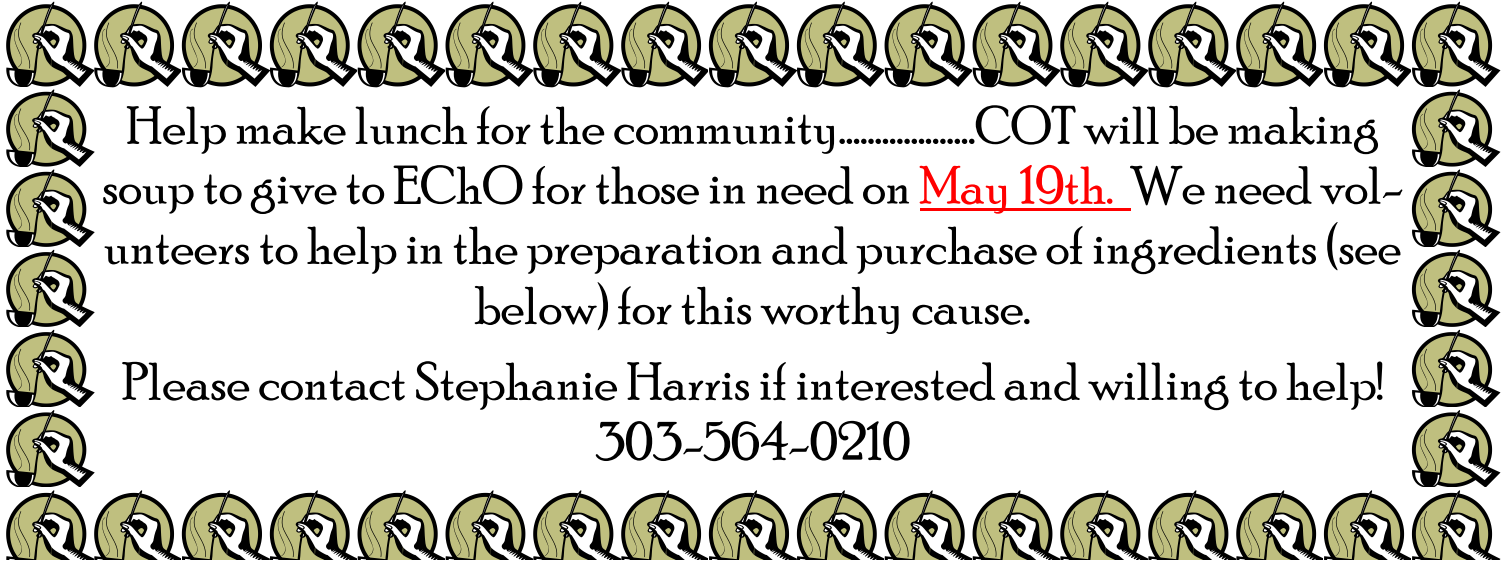 Help make lunch for the community...................COT will be making
soup to give to EChO for those in need on May 19th. We need vol-
unteers to help in the preparation and purchase of ingredients (see
below) for this worthy cause.
Please contact Stephanie Harris if interested and willing to help!
303-564-0210